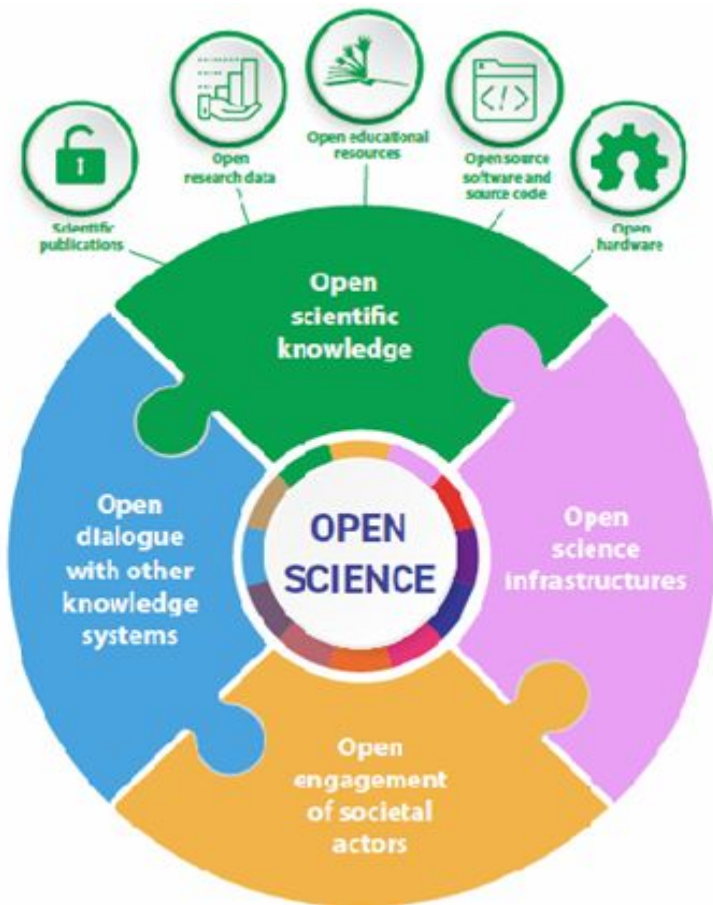 Scientific
publications
Open
research data
Open educational
resources
Open source
software and
source code
</>
Open
hardware
Open
scientific
knowledge
Open
dialogue
with other
knowledge
systems
OPEN
SCIENCE
Open
science
infrastructures
Open
engagement
of societal
actors